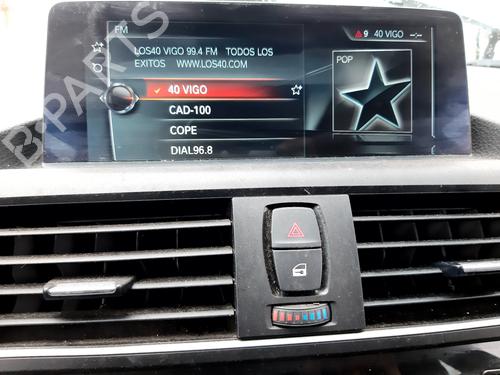 FM
9 40 VIGO --:--
LOS40 VIGO 99.4 FM TODOS LOS
EXITOS WWW.LOS40.COM
POP
40 VIGO
CAD-100
COPE
DIAL96.8
B-PARTS